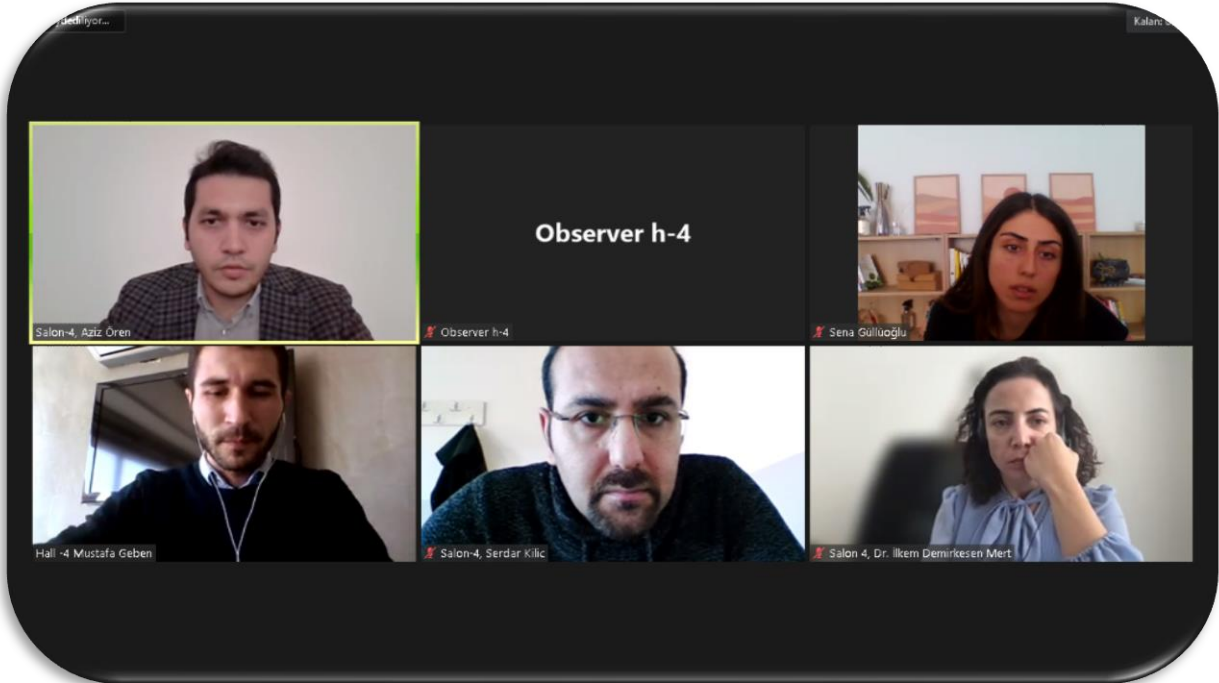 Observer h-4
Salon-4, Aziz Ören
Observer h-4
Sena Güllüoğlu
Hall -4 Mustafa Geben
Salon-4, Serdar Kilic
Salon 4, Dr. İlkem Demirkesen Mert
Kalan: